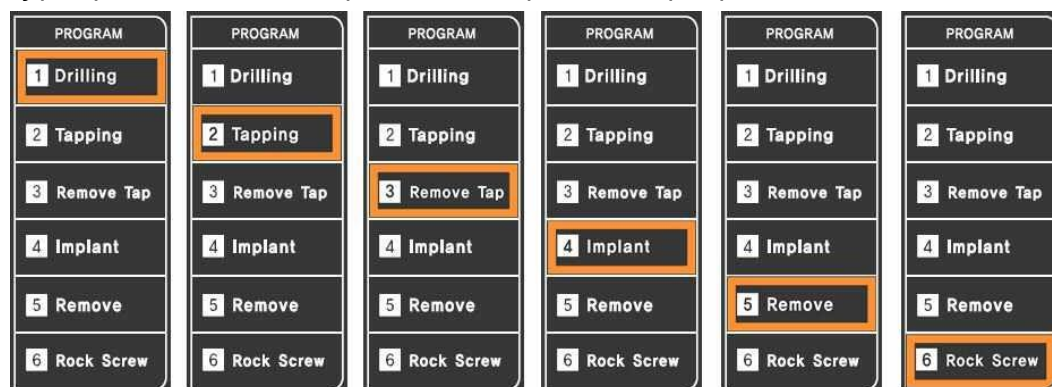 PROGRAM
1 Drilling
2 Tapping
3 Remove Tap
4 Implant
5 Remove
6 Rock Screw
PROGRAM
1 Drilling
2 Tapping
3 Remove Tap
4 Implant
5 Remove
6 Rock Screw
PROGRAM
1 Drilling
2 Tapping
3 Remove Tap
4 Implant
5 Remove
6 Rock Screw
PROGRAM
1 Drilling
2 Tapping
3 Remove Tap
4 Implant
5 Remove
6 Rock Screw
PROGRAM
1 Drilling
2 Tapping
3 Remove Tap
4 Implant
5 Remove
6 Rock Screw
PROGRAM
1 Drilling
2 Tapping
3 Remove Tap
4 Implant
5 Remove
6 Rock Screw